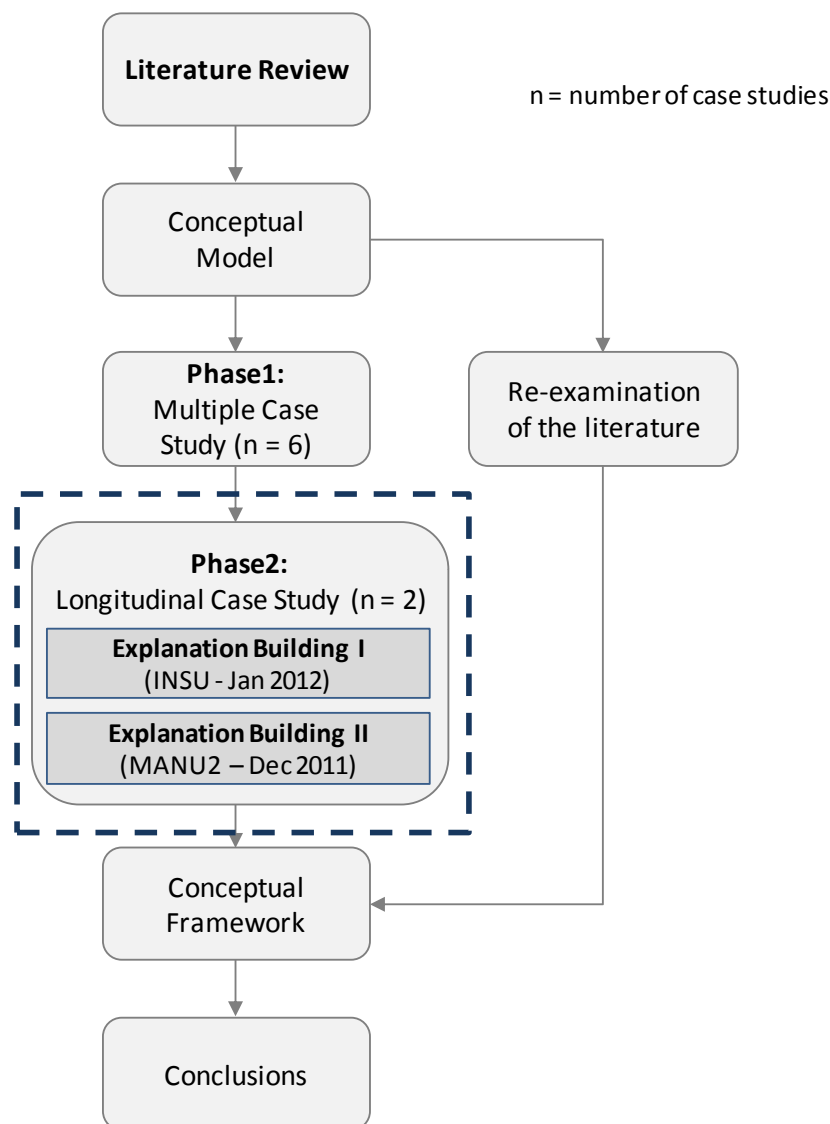 Literature Review
n = number of case studies
Conceptual
Model
Phase1:
Multiple Case
Study (n = 6)
Re-examination
of the literature
Phase2:
Longitudinal Case Study (n = 2)
Explanation Building I
(INSU - Jan 2012)
Explanation Building II
(MANU2 – Dec 2011)
Conceptual
Framework
Conclusions